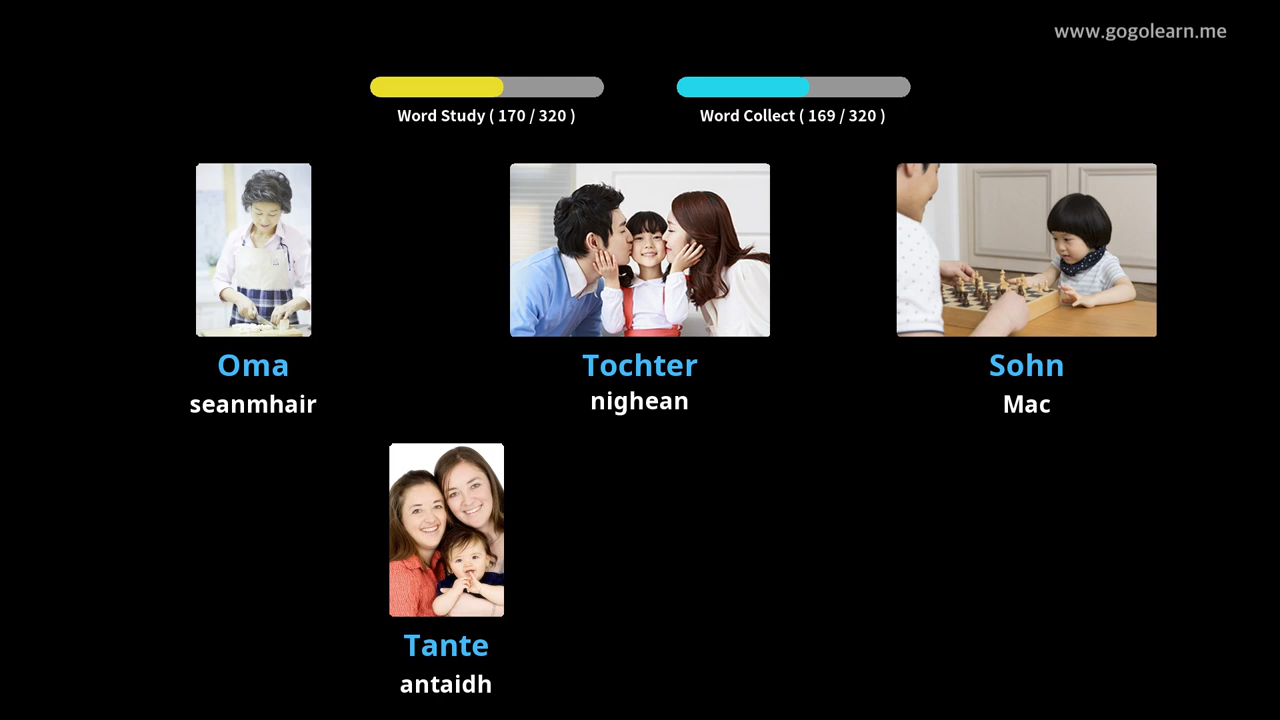 www.gogolearn.me
Word Study ( 170 / 320 )
Word Collect ( 169 / 320 )
Oma
seanmhair
Tochter
nighean
Sohn
Mac
Tante
antaidh